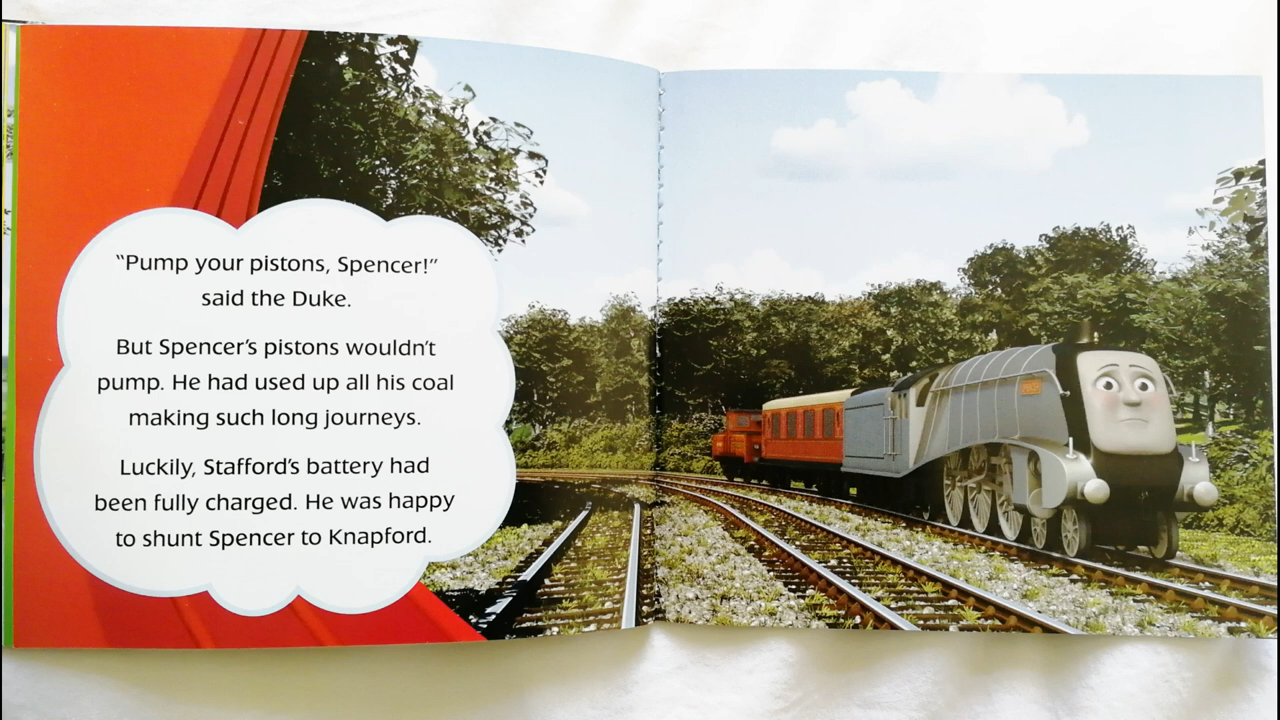 “Pump your pistons, Spencer!”
said the Duke.
But Spencer’s pistons wouldn’t
pump. He had used up all his coal
making such long journeys.
Luckily, Stafford’s battery had
been fully charged. He was happy
to shunt Spencer to Knapford.